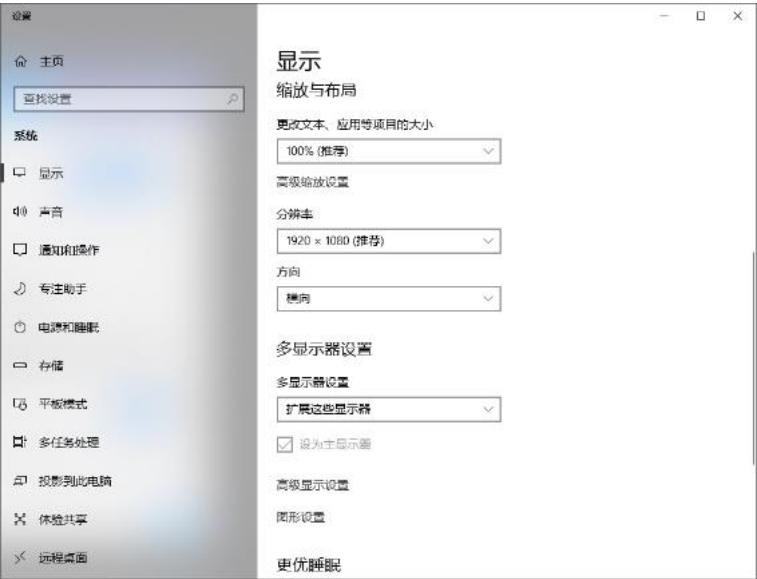 设置
主页
查找设置
系统
显示
声音
通知和操作
专注助手
电源和睡眠
存储
平板模式
多任务处理
投影到此电脑
体验共享
远程桌面
显示
缩放与布局
更改文本、应用等项目的大小
100% (推荐)
高级缩放设置
分辨率
1920 × 1080 (推荐)
方向
横向
多显示器设置
多显示器设置
扩展这些显示器
设为主显示器
高级显示设置
图形设置
更优睡眠